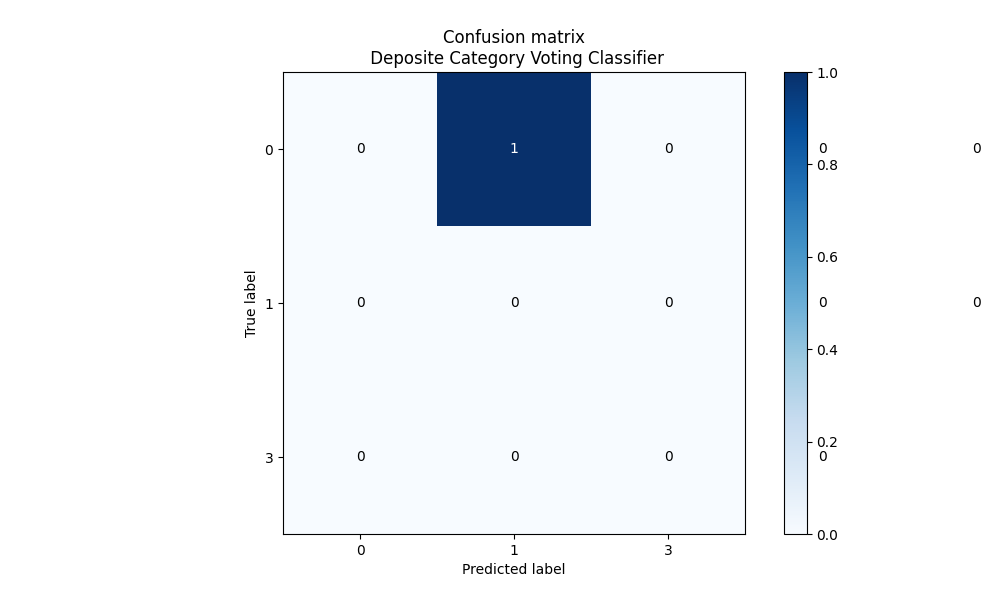 Confusion matrix
Deposite Category Voting Classifier
1.0
0 0 1 0 0 0
0.8
0.6
True label
1 0 0 0 0 0
0.4
0.2
3 0 0 0 0
0.0
0 1 3
Predicted label